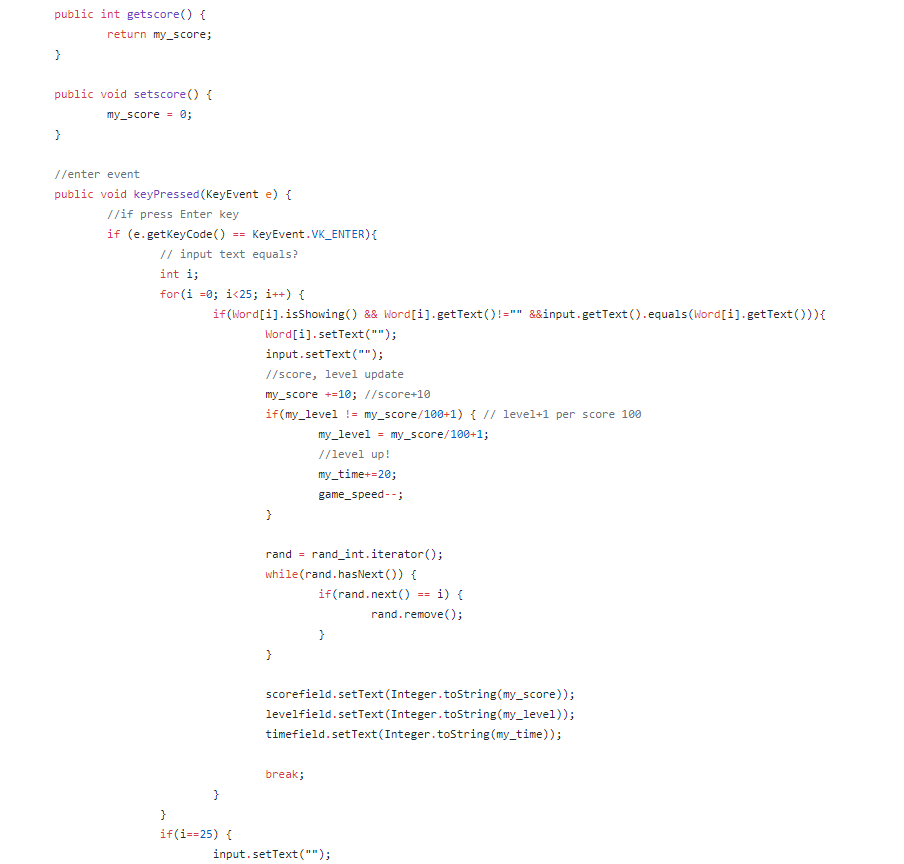 public int getscore() {
return my_score;
}
public void setscore() {
my_score = 0;
}
//enter event
public void keyPressed(KeyEvent e) {
//if press Enter key
if (e.getKeyCode() == KeyEvent.VK_ENTER){
// input text equals?
int i;
for(i =0; i<25; i++) {
if(Word[i].isShowing() && Word[i].getText()!="" &&input.getText().equals(Word[i].getText())){
Word[i].setText("");
input.setText("");
//score, level update
my_score +=10; //score+10
if(my_level != my_score/100+1) { // level+1 per score 100
my_level = my_score/100+1;
//level up!
my_time+=20;
game_speed--;
}
rand = rand_int.iterator();
while(rand.hasNext()) {
if(rand.next() == i) {
rand.remove();
}
}
scorefield.setText(Integer.toString(my_score));
levelfield.setText(Integer.toString(my_level));
timefield.setText(Integer.toString(my_time));
break;
}
}
if(i==25) {
input.setText("");